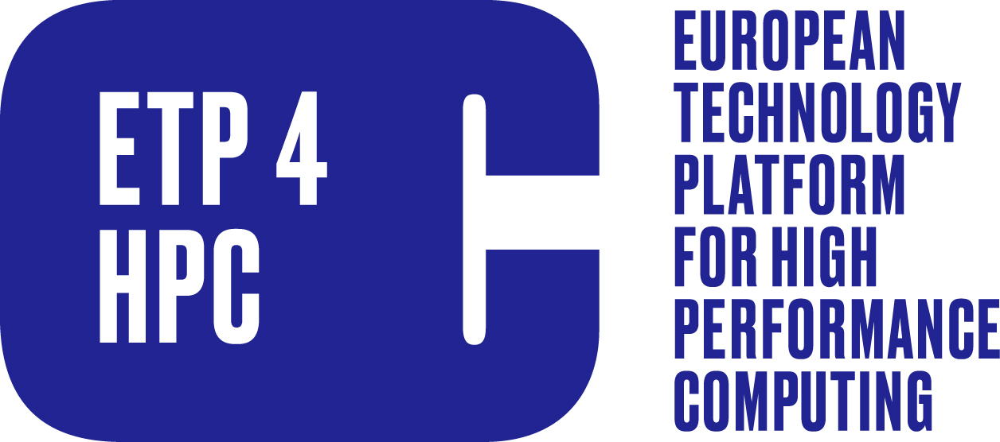 ETP 4
HPC
EUROPEAN
TECHNOLOGY
PLATFORM
FOR HIGH
PERFORMANCE
COMPUTING